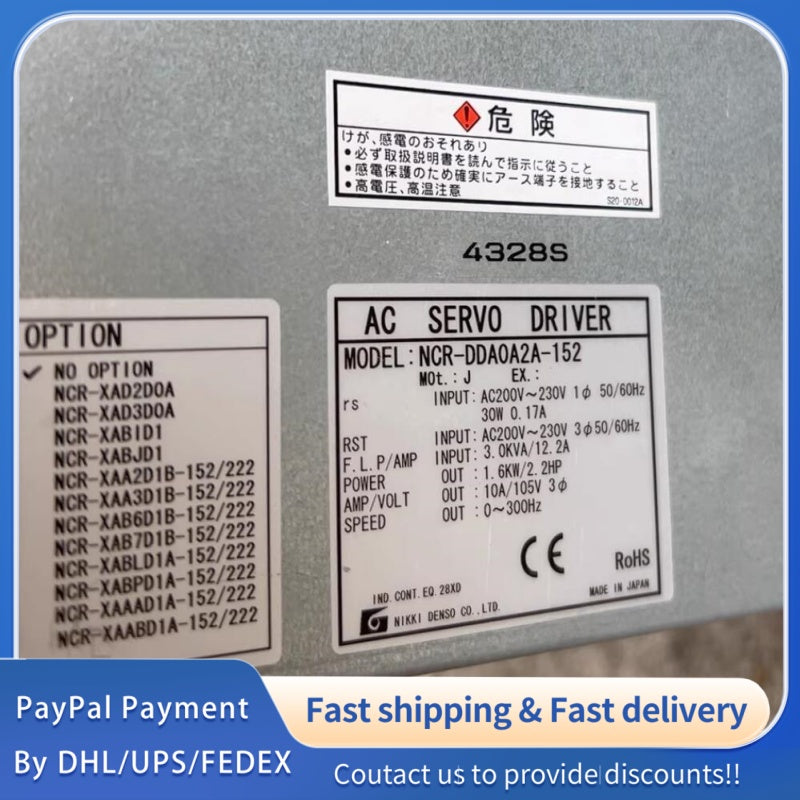 危険
けが、感電のおそれあり
•必ず取扱説明書を読んで指示に従うこと
•感電保護のため確実にアース端子を接地すること
•高電圧、高温注意
S20-0012A
4328S
OPTION
✓ NO OPTION
NCR-XAD2D0A
NCR-XAD3D0A
NCR-XABID1
NCR-XABJD1
NCR-XAA2D1B-152/222
NCR-XAA3D1B-152/222
NCR-XAB6D1B-152/222
NCR-XAB7D1B-152/222
NCR-XABLD1A-152/222
NCR-XABPD1A-152/222
NCR-XAAAD1A-152/222
NCR-XAABD1A-152/222
AC SERVO DRIVER
MODEL:NCR-DDA0A2A-152
MOt.: J EX.:
rs INPUT: AC200V~230V 1φ 50/60Hz
30W 0.17A
RST INPUT: AC200V~230V 3φ50/60Hz
F.L.P/AMP INPUT: 3.0KVA/12.2A
POWER OUT : 1.6KW/2.2HP
AMP/VOLT OUT : 10A/105V 3φ
SPEED OUT : 0~300Hz
CE
RoHS
IND. CONT. EQ. 28XD
NIKKI DENSO CO., LTD.
MADE IN JAPAN
PayPal Payment
By DHL/UPS/FEDEX
Fast shipping & Fast delivery
Coutact us to provide discounts!!